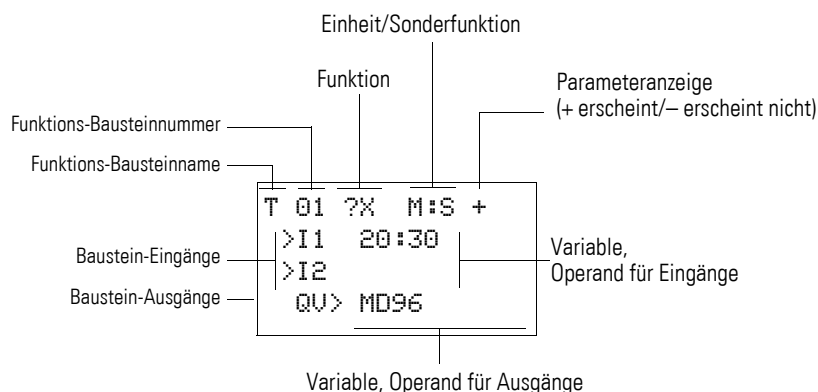 Einheit/Sonderfunktion
Funktion
Parameteranzeige
(+ erscheint/– erscheint nicht)
Funktions-Bausteinnummer
Funktions-Bausteinname
T 01 ?X M:S +
>I1 20:30
>I2
QV> MD96
Baustein-Eingänge
Baustein-Ausgänge
Variable,
Operand für Eingänge
Variable, Operand für Ausgänge